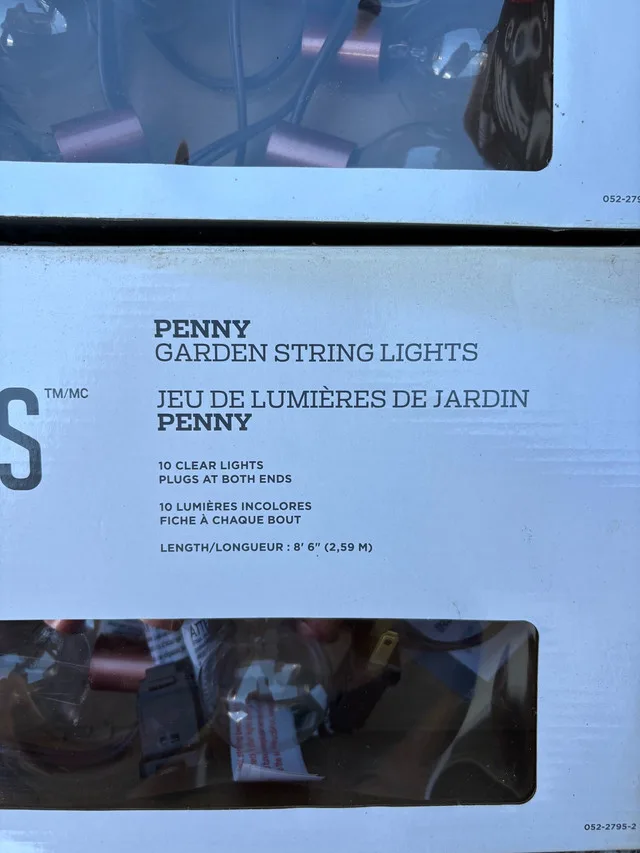 052-279
PENNY
GARDEN STRING LIGHTS
S TM/MC
JEU DE LUMIÈRES DE JARDIN
PENNY
10 CLEAR LIGHTS
PLUGS AT BOTH ENDS
10 LUMIÈRES INCOLORES
FICHE À CHAQUE BOUT
LENGTH/LONGUEUR : 8' 6" (2,59 M)
ATTE
052-2795-2